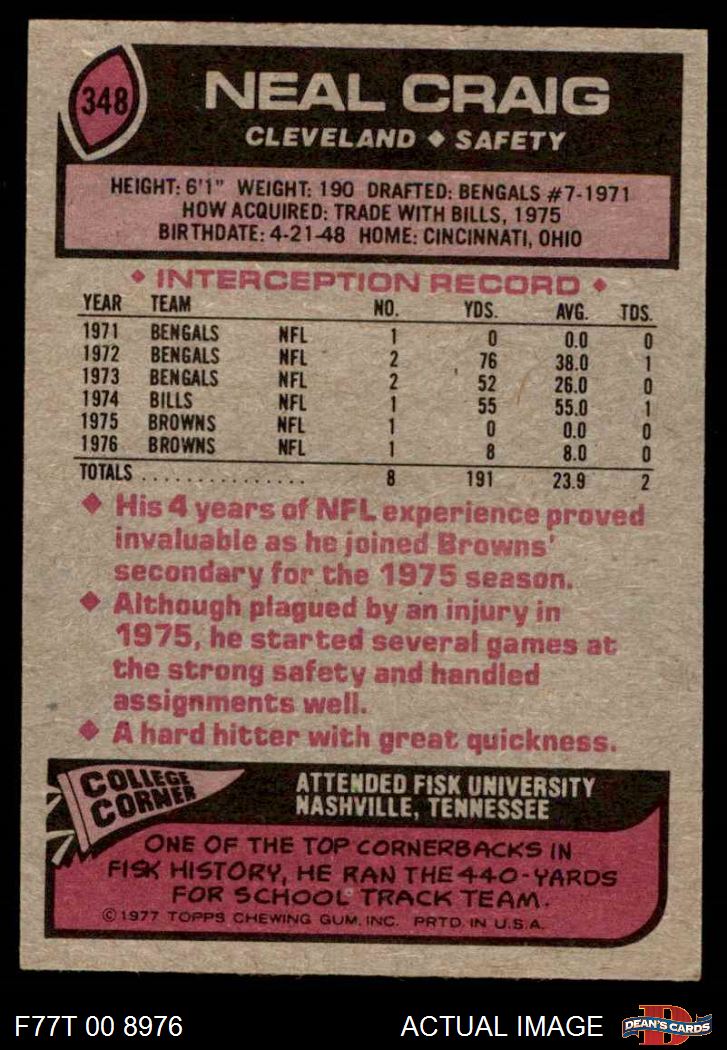 348
NEAL CRAIG
CLEVELAND ◆ SAFETY
HEIGHT: 6'1" WEIGHT: 190 DRAFTED: BENGALS #7-1971
HOW ACQUIRED: TRADE WITH BILLS, 1975
BIRTHDATE: 4-21-48 HOME: CINCINNATI, OHIO
◆ INTERCEPTION RECORD ◆
YEAR TEAM NO. YDS. AVG. TDS.
1971 BENGALS NFL 1 0 0.0 0
1972 BENGALS NFL 2 76 38.0 1
1973 BENGALS NFL 2 52 26.0 0
1974 BILLS NFL 1 55 55.0 1
1975 BROWNS NFL 1 0 0.0 0
1976 BROWNS NFL 1 8 8.0 0
TOTALS ................ 8 191 23.9 2
◆ His 4 years of NFL experience proved
invaluable as he joined Browns'
secondary for the 1975 season.
◆ Although plagued by an injury in
1975, he started several games at
the strong safety and handled
assignments well.
◆ A hard hitter with great quickness.
COLLEGE
CORNER
ATTENDED FISK UNIVERSITY
NASHVILLE, TENNESSEE
ONE OF THE TOP CORNERBACKS IN
FISK HISTORY, HE RAN THE 440-YARDS
FOR SCHOOL TRACK TEAM.
©1977 TOPPS CHEWING GUM, INC. PRTD IN U.S.A.
F77T 00 8976
ACTUAL IMAGE
D
DEAN'S CARDS